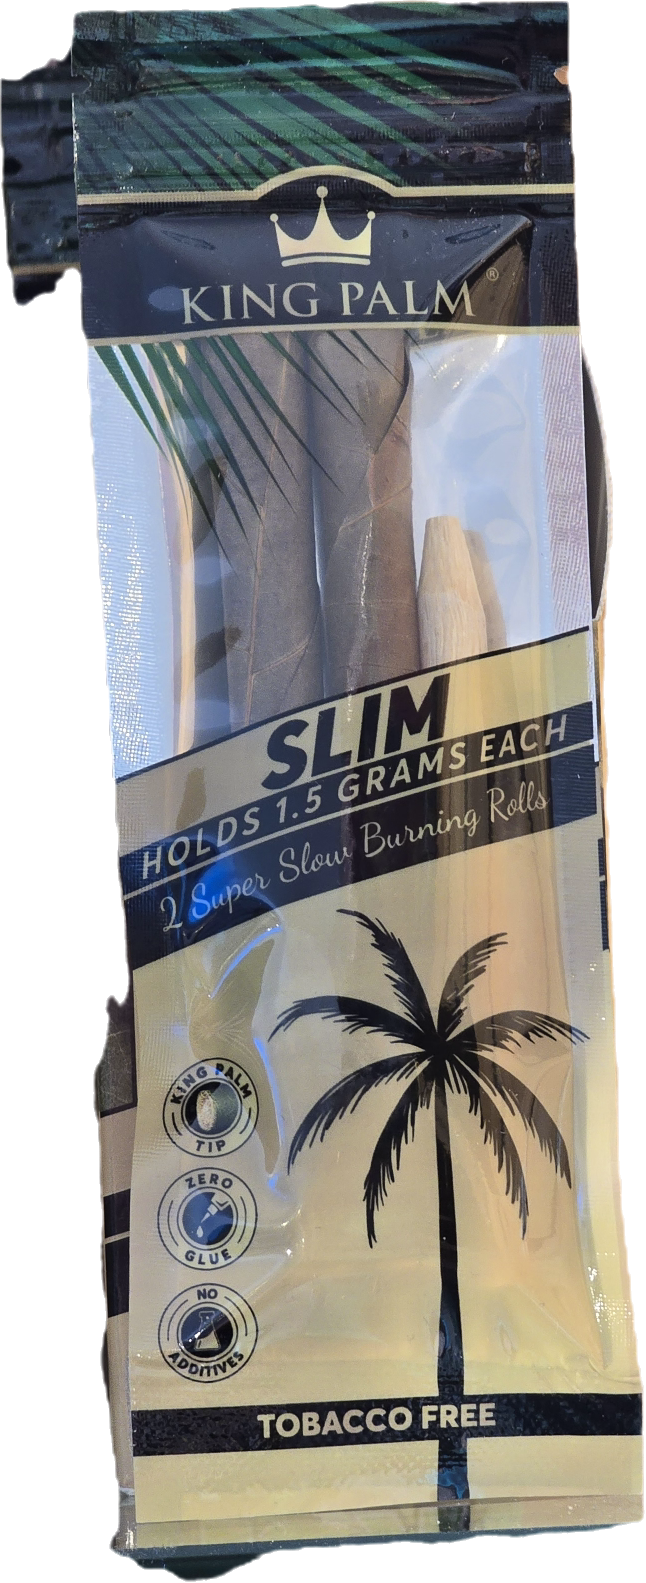 KING PALM®
SLIM
HOLDS 1.5 GRAMS EACH
2 Super Slow Burning Rolls
KING PALM
TIP
ZERO
GLUE
NO
ADDITIVES
TOBACCO FREE